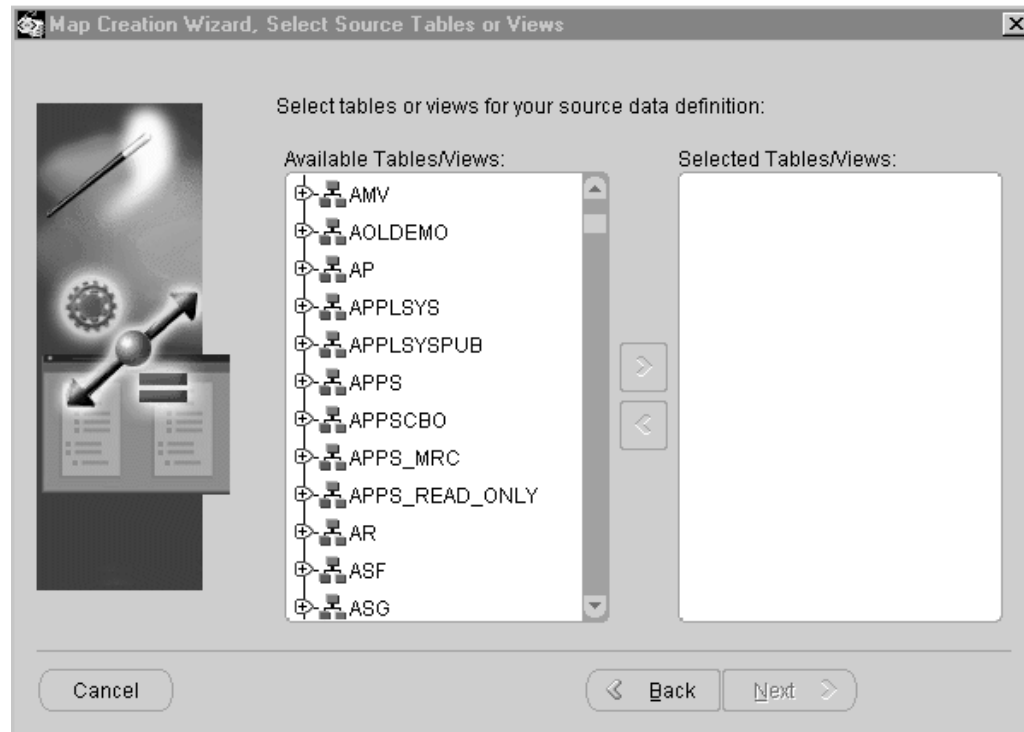 Map Creation Wizard, Select Source Tables or Views
Select tables or views for your source data definition:
Available Tables/Views:
Selected Tables/Views:
AMV
AOLDEMO
AP
APPLSYS
APPLSYSPUB
APPS
APPSCBO
APPS_MRC
APPS_READ_ONLY
AR
ASF
ASG
Cancel
Back
Next